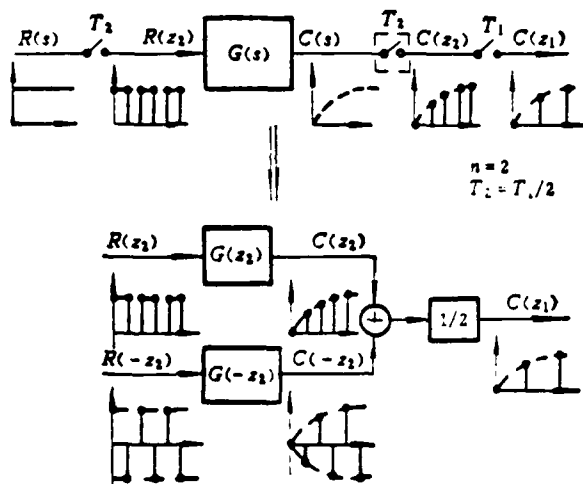 R(s) T₂ R(z₂) G(s) C(s) T₂ C(z₂) T₁ C(z₁)
n=2
T₂=T₁/2
R(z₂) G(z₂) C(z₂)
1/2 C(z₁)
R(-z₂) G(-z₂) C(-z₂)